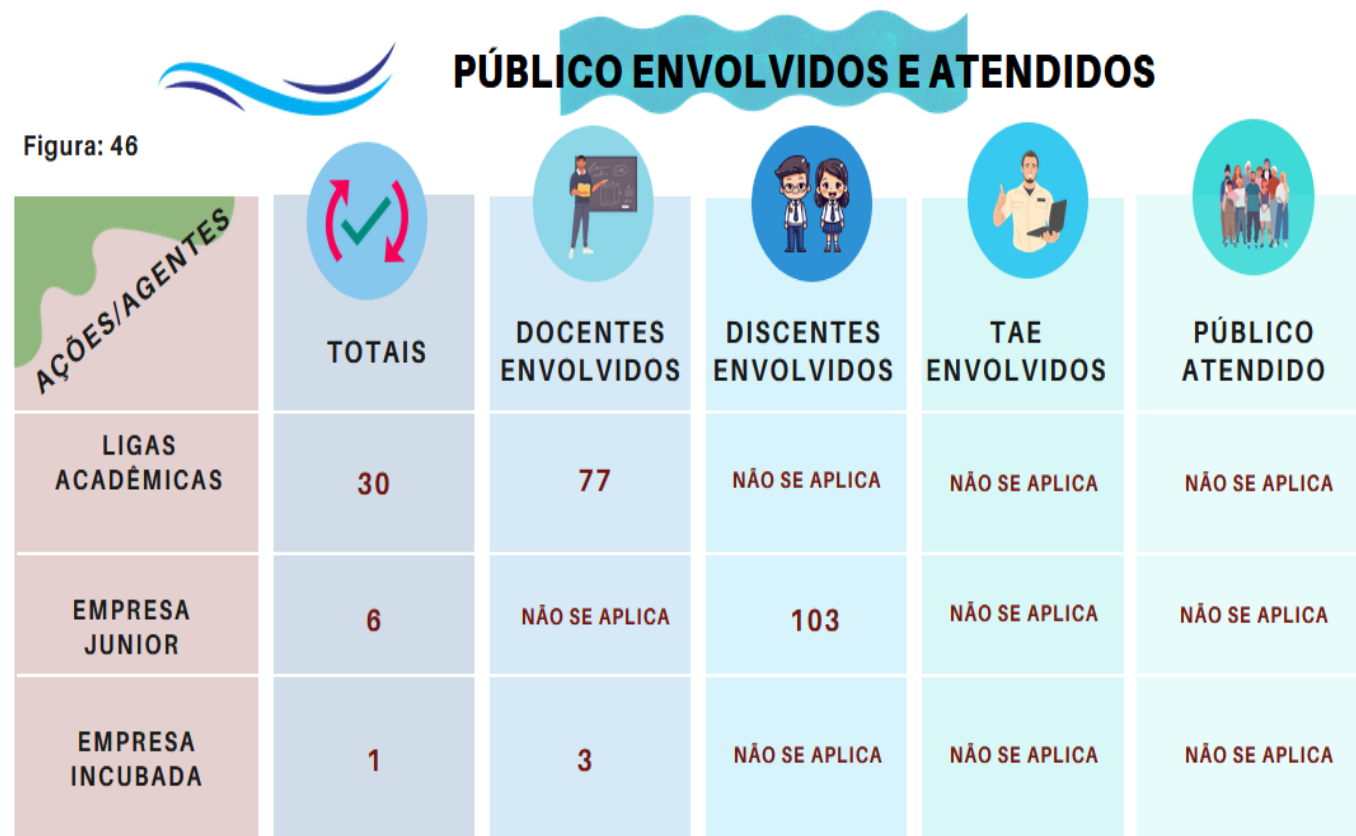 PÚBLICO ENVOLVIDOS E ATENDIDOS
Figura: 46
AÇÕES/AGENTES
TOTAIS
DOCENTES
ENVOLVIDOS
DISCENTES
ENVOLVIDOS
TAE
ENVOLVIDOS
PÚBLICO
ATENDIDO
LIGAS
ACADÊMICAS
30
77
NÃO SE APLICA
NÃO SE APLICA
NÃO SE APLICA
EMPRESA
JUNIOR
6
NÃO SE APLICA
103
NÃO SE APLICA
NÃO SE APLICA
EMPRESA
INCUBADA
1
3
NÃO SE APLICA
NÃO SE APLICA
NÃO SE APLICA